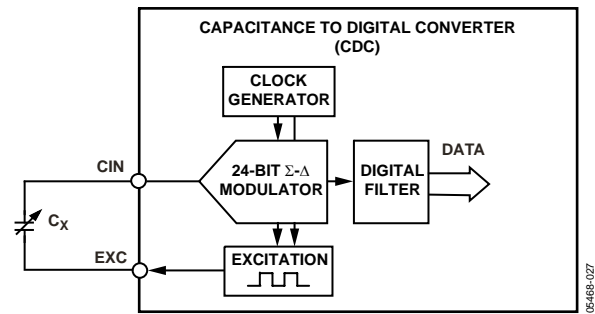 CAPACITANCE TO DIGITAL CONVERTER
(CDC)
CLOCK
GENERATOR
CIN
24-BIT Σ-Δ
MODULATOR
DIGITAL
FILTER
DATA
CX
EXC
EXCITATION
05468-027